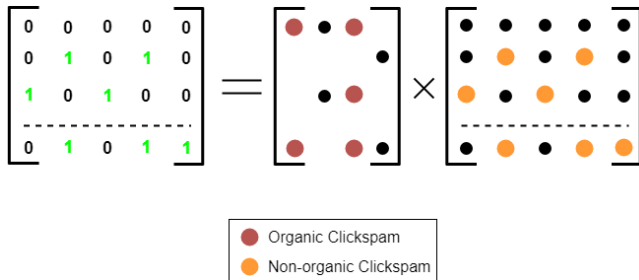 0 0 0 0 0
0 1 0 1 0
1 0 1 0 0
0 1 0 1 1
= ×
Organic Clickspam
Non-organic Clickspam